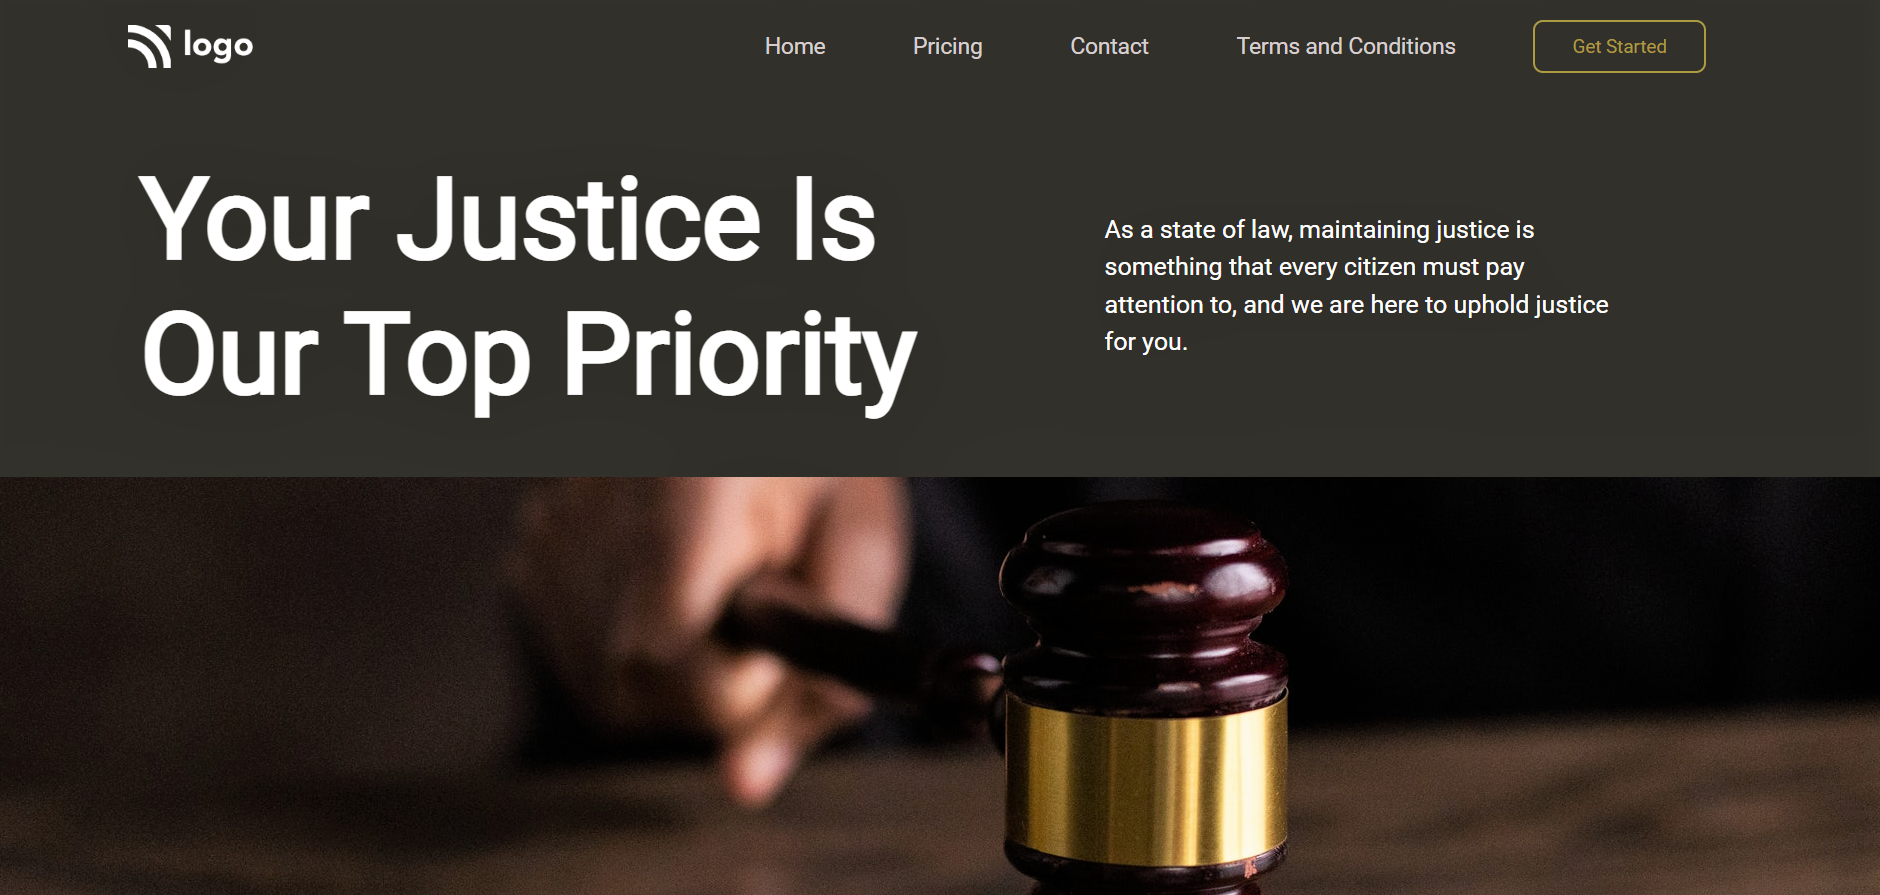 logo
Home Pricing Contact Terms and Conditions Get Started
Your Justice Is
Our Top Priority
As a state of law, maintaining justice is
something that every citizen must pay
attention to, and we are here to uphold justice
for you.